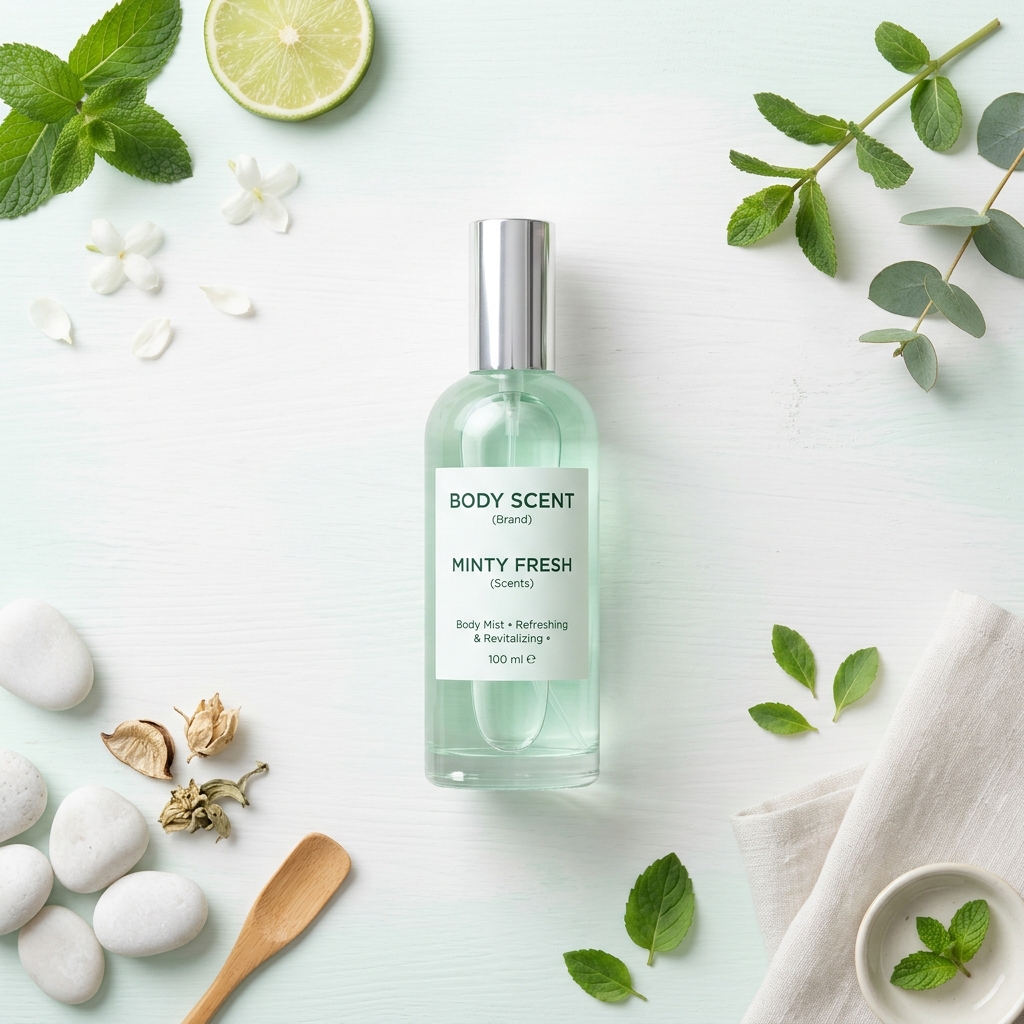 BODY SCENT
(Brand)
MINTY FRESH
(Scents)
Body Mist • Refreshing
& Revitalizing •
100 ml ℮